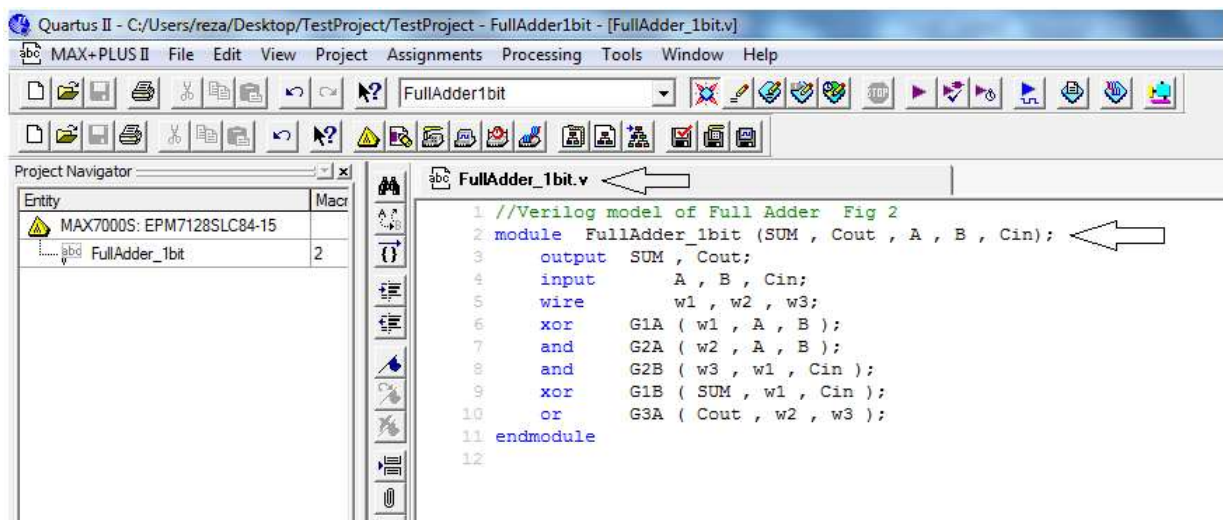 Quartus II - C:/Users/reza/Desktop/TestProject/TestProject - FullAdder1bit - [FullAdder_1bit.v]
abc MAX+PLUS II File Edit View Project Assignments Processing Tools Window Help
FullAdder1bit
STOP
Project Navigator
Entity Macr
MAX7000S: EPM7128SLC84-15
abd FullAdder_1bit 2
abc FullAdder_1bit.v
1 //Verilog model of Full Adder Fig 2
2 module FullAdder_1bit (SUM , Cout , A , B , Cin);
3 output SUM , Cout;
4 input A , B , Cin;
5 wire w1 , w2 , w3;
6 xor G1A ( w1 , A , B );
7 and G2A ( w2 , A , B );
8 and G2B ( w3 , w1 , Cin );
9 xor G1B ( SUM , w1 , Cin );
10 or G3A ( Cout , w2 , w3 );
11 endmodule
12